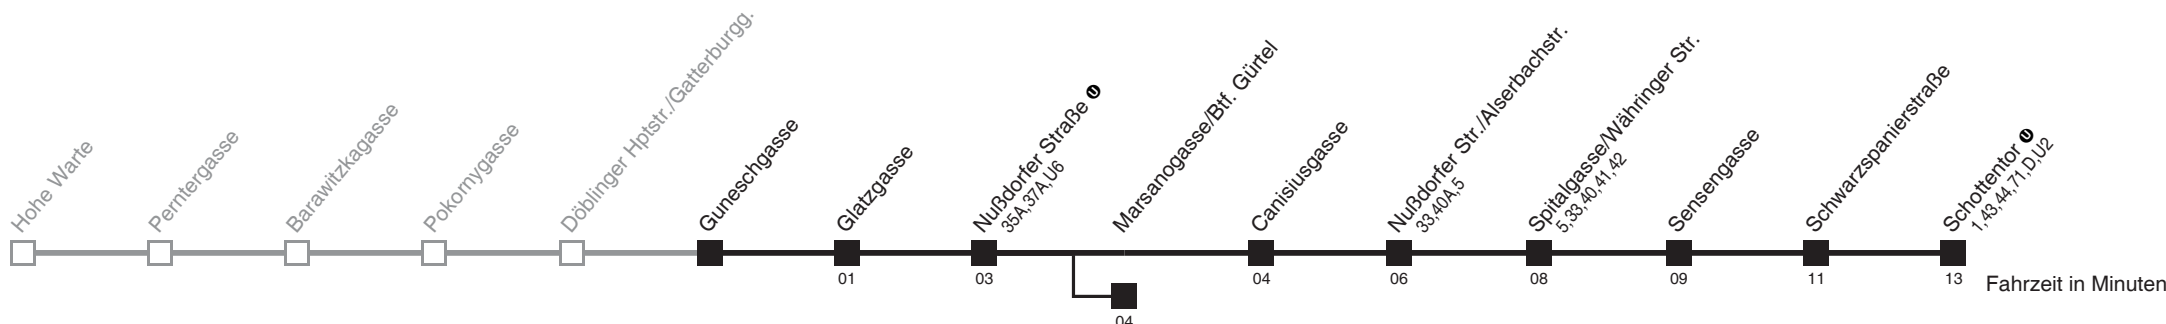 Hohe Warte
Perntergasse
Barawitzkagasse
Pokornygasse
Döblinger Hptstr./Gatterburgg.
Guneschgasse
Glatzgasse
01
Nußdorfer Straße U
35A,37A,U6
03
Marsanogasse/Btf. Gürtel
04
Canisiusgasse
04
Nußdorfer Str./Alserbachstr.
33,40A,5
06
Spitalgasse/Währinger Str.
5,33,40,41,42
08
Sensengasse
09
Schwarzspanierstraße
11
Schottentor U
1,43,44,71,D,U2
13
Fahrzeit in Minuten